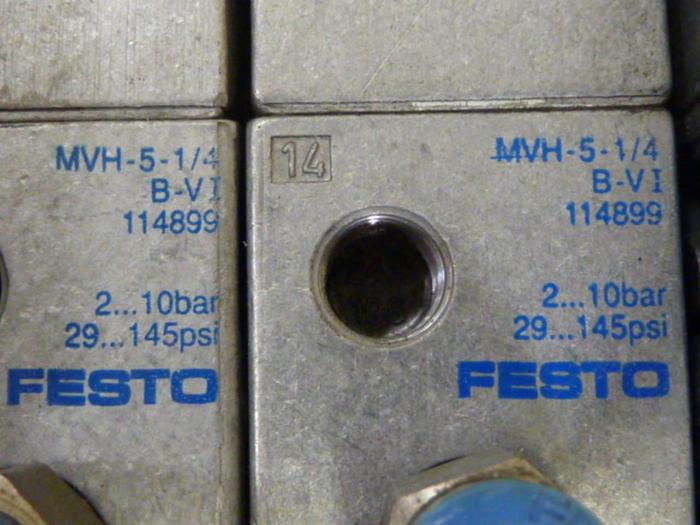 MVH-5-1/4
B-VI
114899
2...10bar
29...145psi
FESTO
14
MVH-5-1/4
B-VI
114899
2...10bar
29...145psi
FESTO